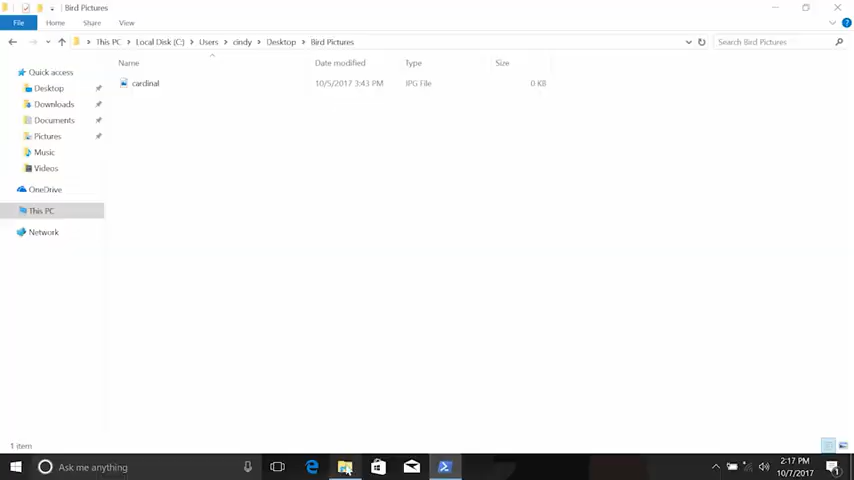 Bird Pictures
File Home Share View
This PC Local Disk (C:) Users cindy Desktop Bird Pictures Search Bird Pictures
Name Date modified Type Size
cardinal 10/5/2017 3:43 PM JPG File 0 KB
Quick access
Desktop
Downloads
Documents
Pictures
Music
Videos
OneDrive
This PC
Network
1 item
Ask me anything
2:17 PM
10/7/2017
1